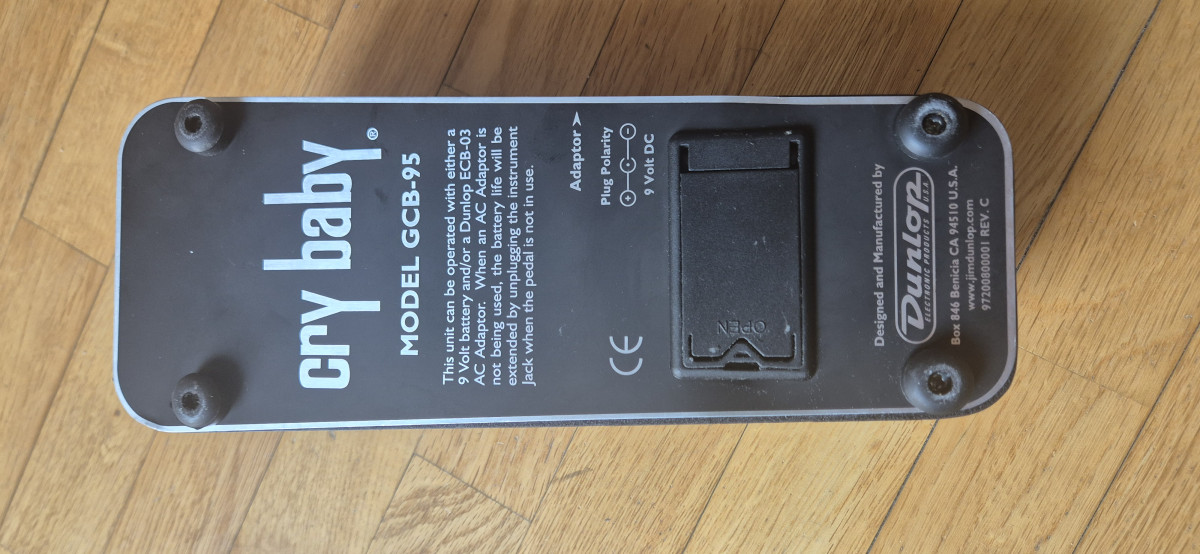 cry baby®
MODEL GCB-95
This unit can be operated with either a
9 Volt battery and/or a Dunlop ECB-03
AC Adaptor. When an AC Adaptor is
not being used, the battery life will be
extended by unplugging the instrument
Jack when the pedal is not in use.
Adaptor >
Plug Polarity
+ C -
9 Volt DC
CE
OPEN
Designed and Manufactured by
DUNLOP
ELECTRONIC PRODUCTS U.S.A
Box 846 Benicia CA 94510 U.S.A.
www.jimdunlop.com
97200800001 REV. C